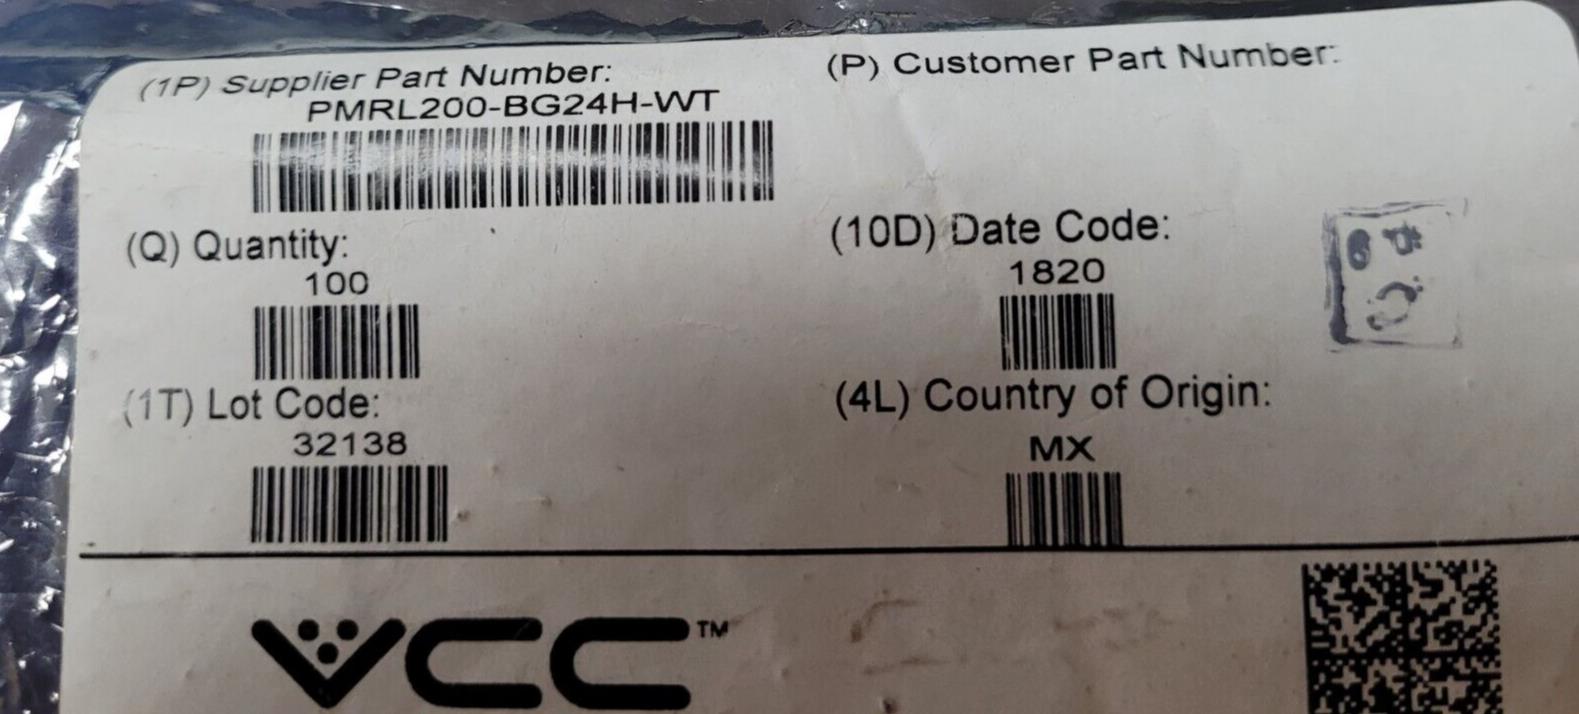 (1P) Supplier Part Number:
PMRL200-BG24H-WT
(P) Customer Part Number:
(Q) Quantity:
100
(10D) Date Code:
1820
(1T) Lot Code:
32138
(4L) Country of Origin:
MX
VCC™